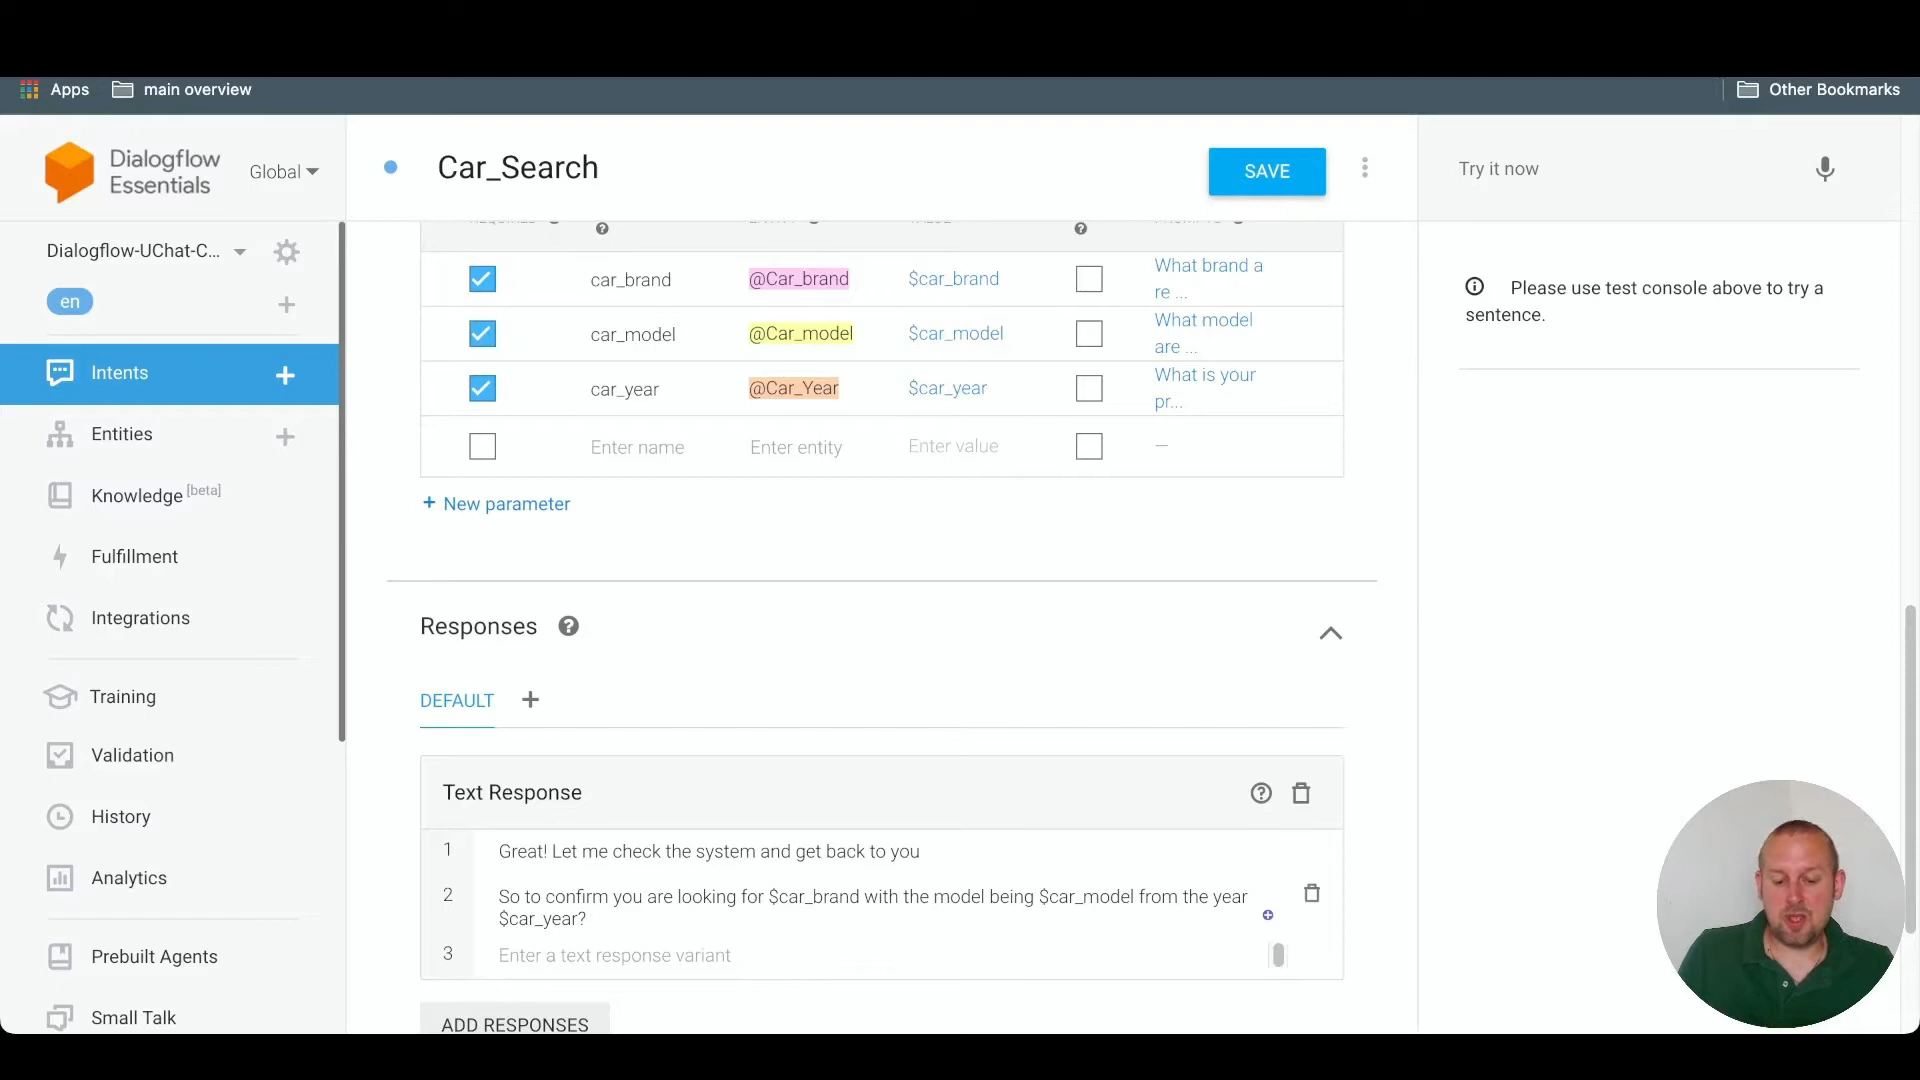 Apps main overview Other Bookmarks
Dialogflow
Essentials
Global
Car_Search
SAVE
Try it now
Dialogflow-UChat-C...
en
Intents
Entities
Knowledge [beta]
Fulfillment
Integrations
Training
Validation
History
Analytics
Prebuilt Agents
Small Talk
car_brand @Car_brand $car_brand What brand a
re ...
car_model @Car_model $car_model What model
are ...
car_year @Car_Year $car_year What is your
pr...
Enter name Enter entity Enter value —
+ New parameter
Responses
DEFAULT
Text Response
1 Great! Let me check the system and get back to you
2 So to confirm you are looking for $car_brand with the model being $car_model from the year
$car_year?
3 Enter a text response variant
ADD RESPONSES
Please use test console above to try a
sentence.